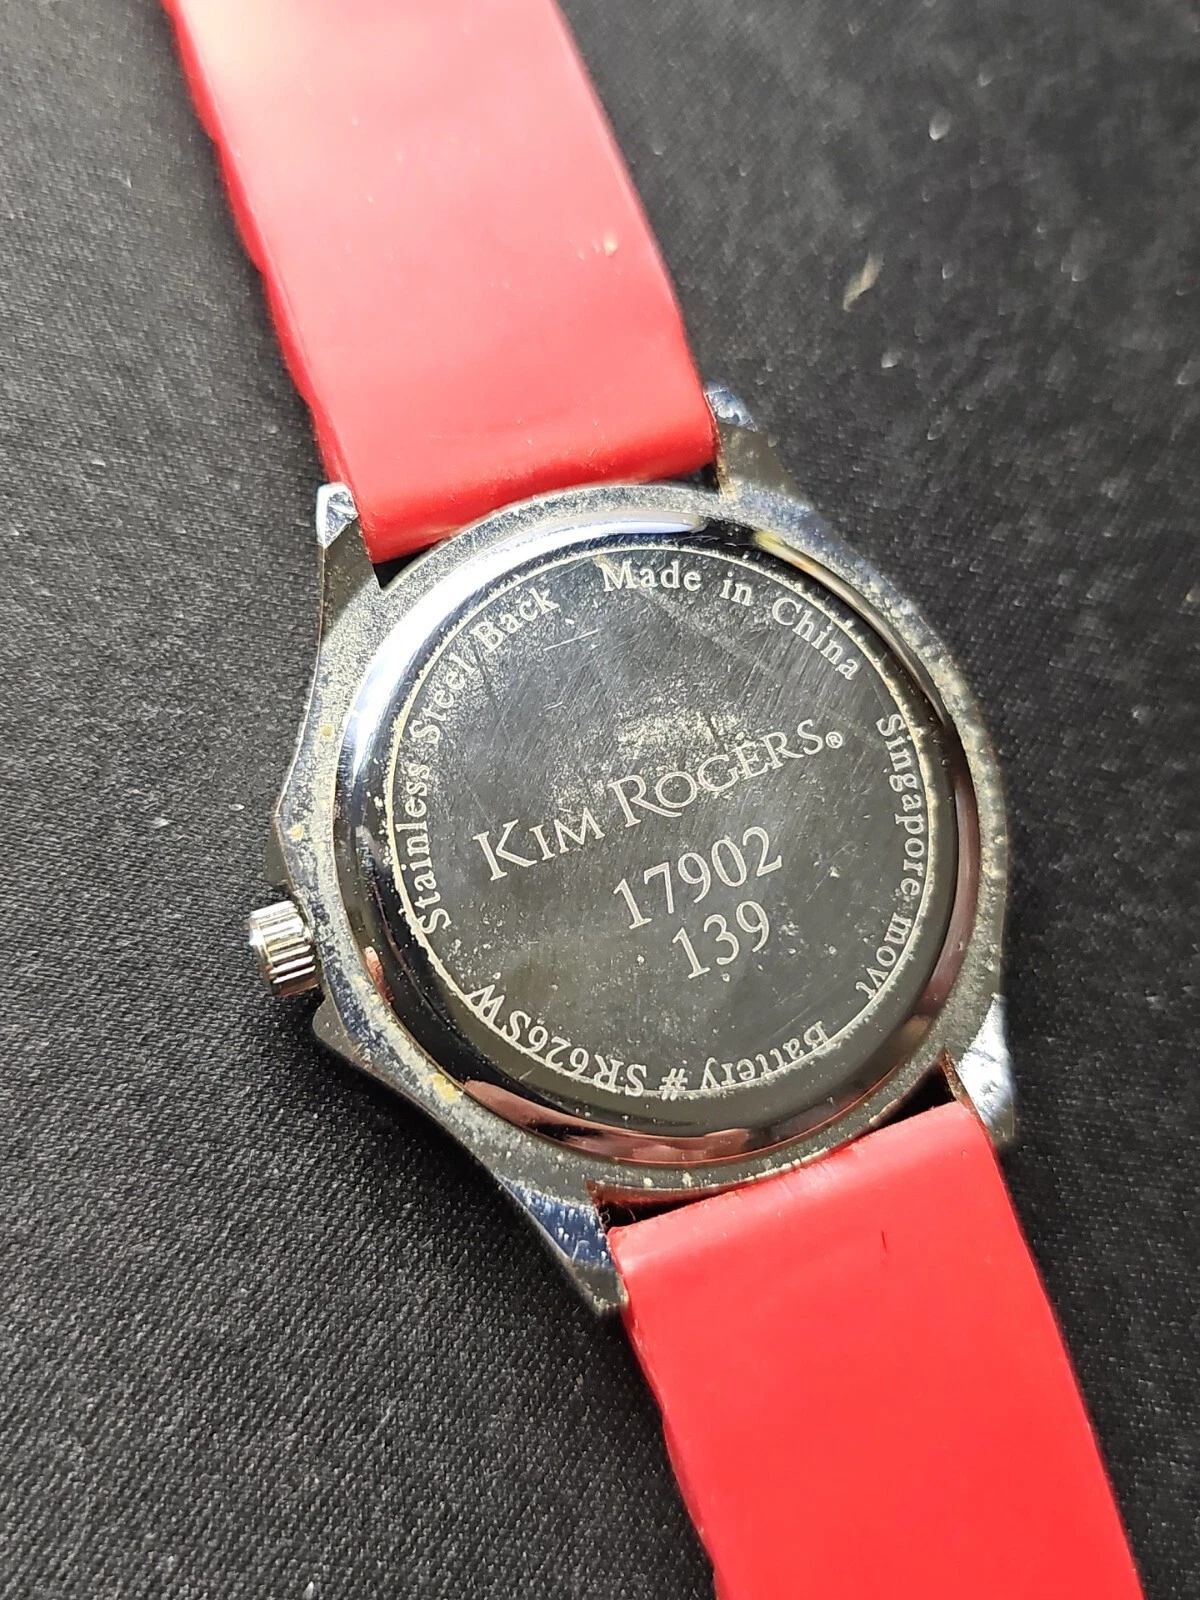 KIM ROGERS®
17902
139
Stainless Steel Back
Made in China
Singapore movt
Battery # SR626SW